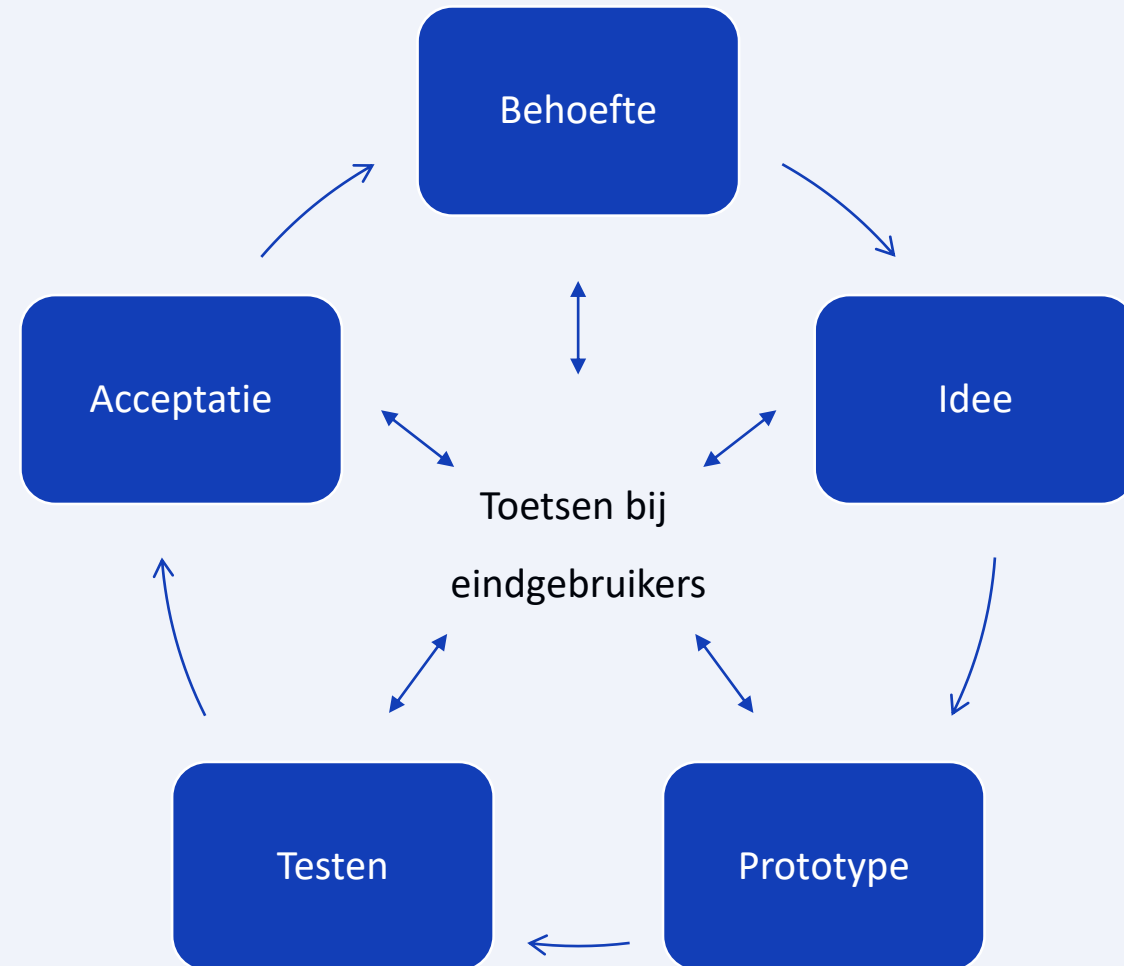 Behoefte
Acceptatie
Idee
Toetsen bij
eindgebruikers
Testen
Prototype